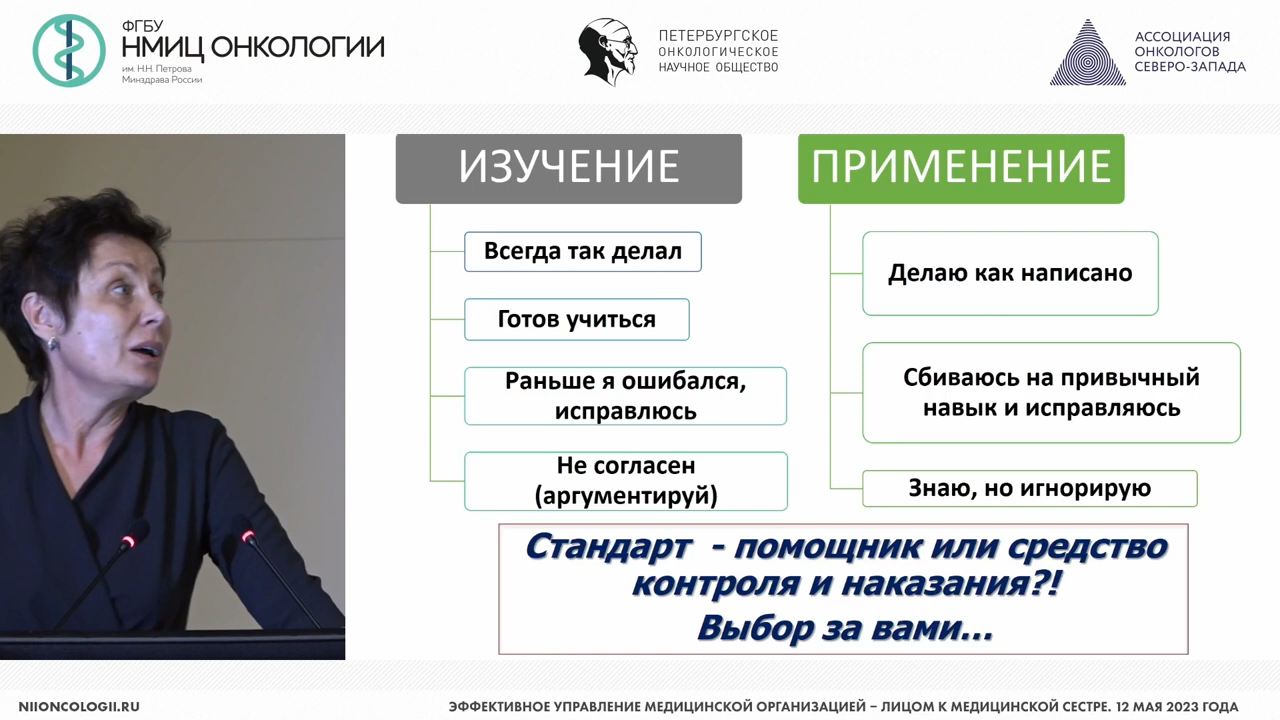 ФГБУ
НМИЦ ОНКОЛОГИИ
им. Н.Н. Петрова
Минздрава России
ПЕТЕРБУРГСКОЕ
ОНКОЛОГИЧЕСКОЕ
НАУЧНОЕ ОБЩЕСТВО
АССОЦИАЦИЯ
ОНКОЛОГОВ
СЕВЕРО-ЗАПАДА
ИЗУЧЕНИЕ
Всегда так делал
Готов учиться
Раньше я ошибался,
исправлюсь
Не согласен
(аргументируй)
ПРИМЕНЕНИЕ
Делаю как написано
Сбиваюсь на привычный
навык и исправляюсь
Знаю, но игнорирую
Стандарт - помощник или средство
контроля и наказания?!
Выбор за вами...
NIIONCOLOGII.RU
ЭФФЕКТИВНОЕ УПРАВЛЕНИЕ МЕДИЦИНСКОЙ ОРГАНИЗАЦИЕЙ – ЛИЦОМ К МЕДИЦИНСКОЙ СЕСТРЕ. 12 МАЯ 2023 ГОДА